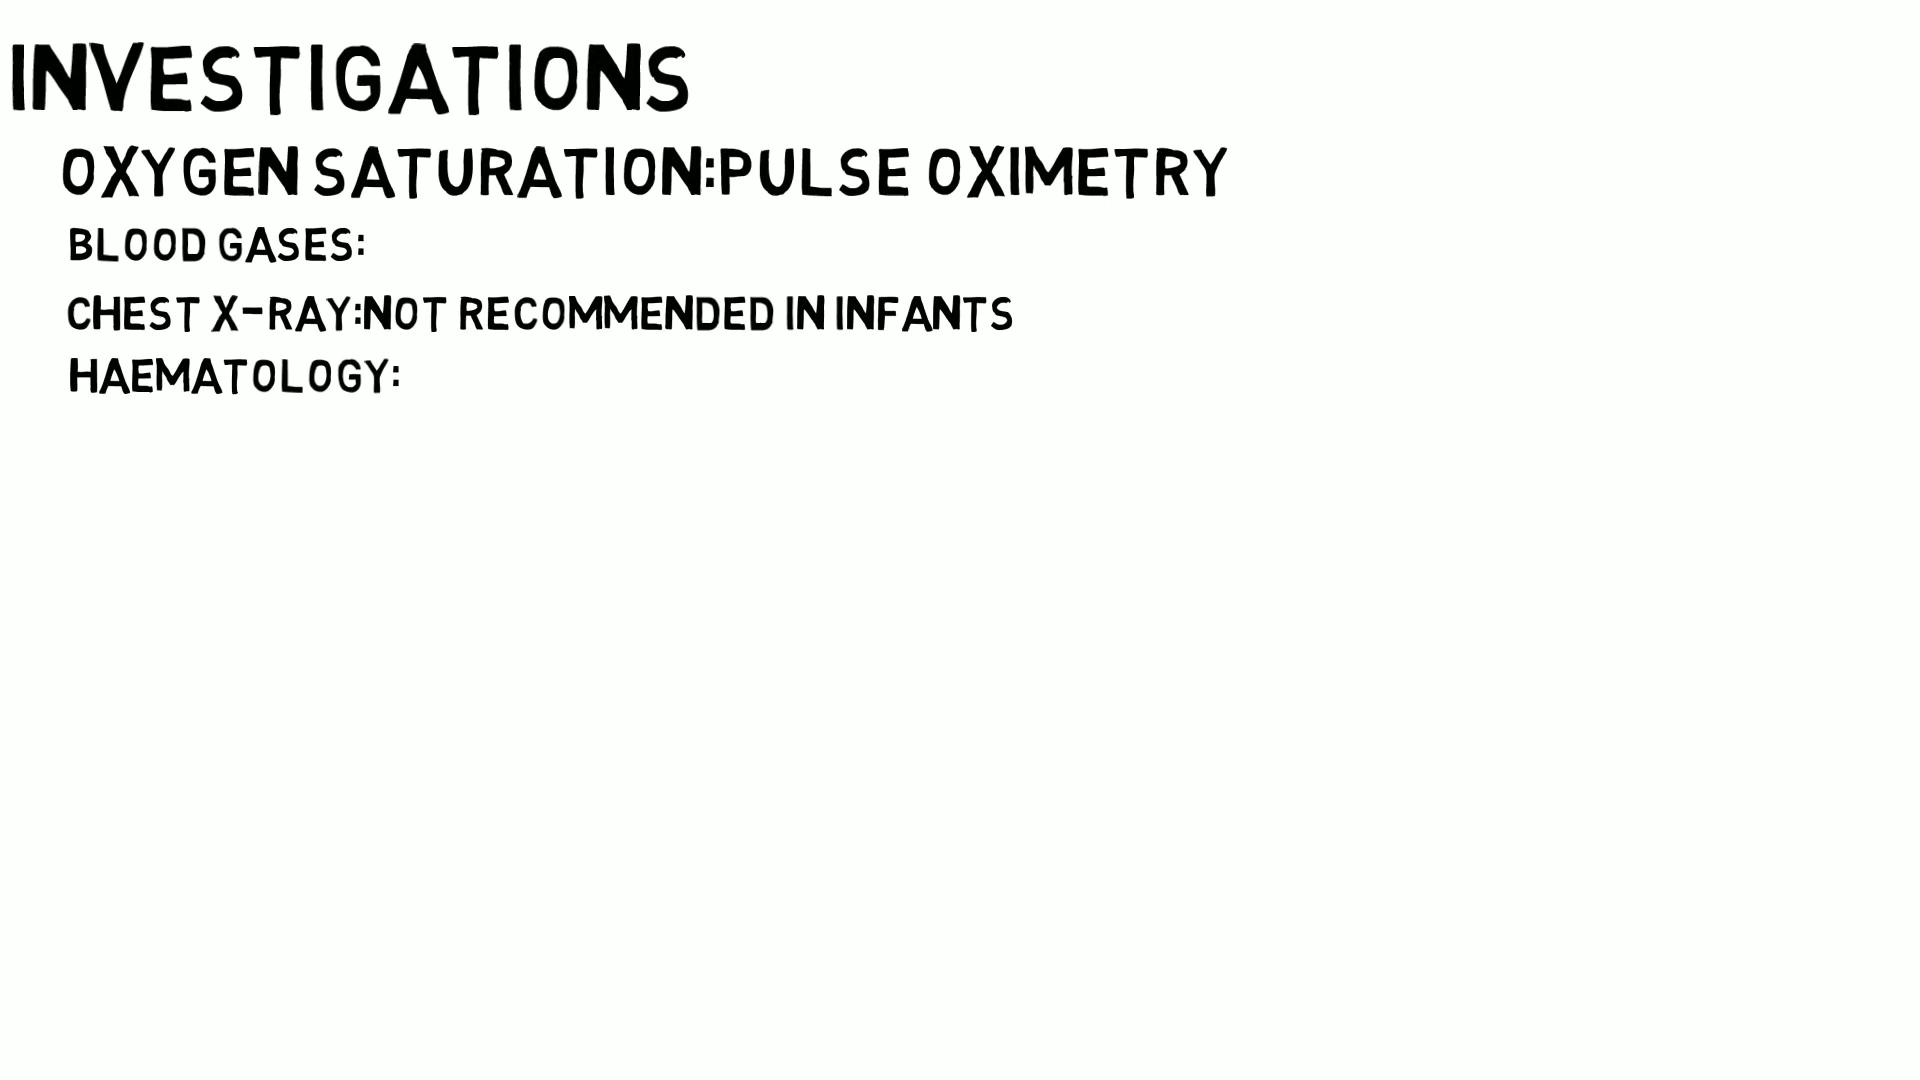 INVESTIGATIONS
OXYGEN SATURATION:PULSE OXIMETRY
BLOOD GASES:
CHEST X-RAY:NOT RECOMMENDED IN INFANTS
HAEMATOLOGY: